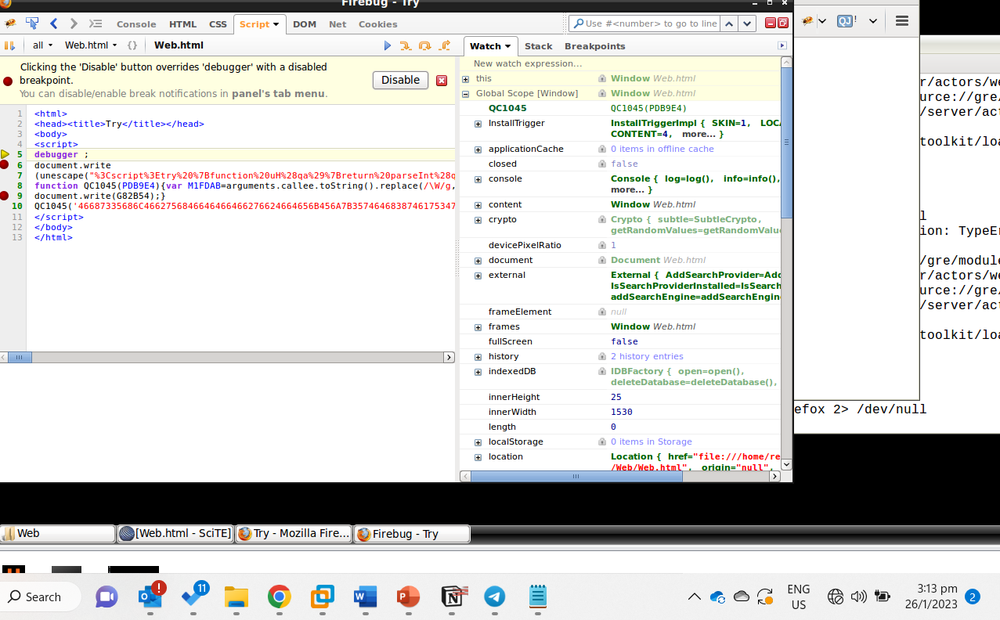 Firebug - Try
Console HTML CSS Script DOM Net Cookies
Use #<number> to go to line
all Web.html {} Web.html
Watch Stack Breakpoints
Clicking the 'Disable' button overrides 'debugger' with a disabled
breakpoint.
You can disable/enable break notifications in panel's tab menu.
Disable
1 <html>
2 <head><title>Try</title></head>
3 <body>
4 <script>
5 debugger ;
6 document.write
7 (unescape("%3Cscript%3Etry%20%7Bfunction%20uH%28qa%29%7Breturn%20parseInt%28q
8 function QC1045(PDB9E4){var M1FDAB=arguments.callee.toString().replace(/\W/g,
9 document.write(G82B54);}
10 QC1045('46687335686C466275684664646466276624664656B456A7B3574646838746175347
11 </script>
12 </body>
13 </html>
New watch expression...
this Window Web.html
Global Scope [Window] Window Web.html
QC1045 QC1045(PDB9E4)
InstallTrigger InstallTriggerImpl { SKIN=1, LOCA
CONTENT=4, more... }
applicationCache 0 items in offline cache
closed false
console Console { log=log(), info=info(),
more... }
content Window Web.html
crypto Crypto { subtle=SubtleCrypto,
getRandomValues=getRandomValue
devicePixelRatio 1
document Document Web.html
external External { AddSearchProvider=Add
IsSearchProviderInstalled=IsSearch
addSearchEngine=addSearchEngin
frameElement null
frames Window Web.html
fullScreen false
history 2 history entries
indexedDB IDBFactory { open=open(),
deleteDatabase=deleteDatabase(),
innerHeight 25
innerWidth 1530
length 0
localStorage 0 items in Storage
location Location { href="file:///home/re
/Web/Web.html", origin="null",
QJ !
r/actors/we
urce://gre/
/server/act
toolkit/loa
l
ion: TypeEr
/gre/module
r/actors/we
urce://gre/
/server/act
toolkit/loa
efox 2> /dev/null
Web [Web.html - SciTE] Try - Mozilla Fire... Firebug - Try
Search
11
ENG
US
3:13 pm
26/1/2023
2